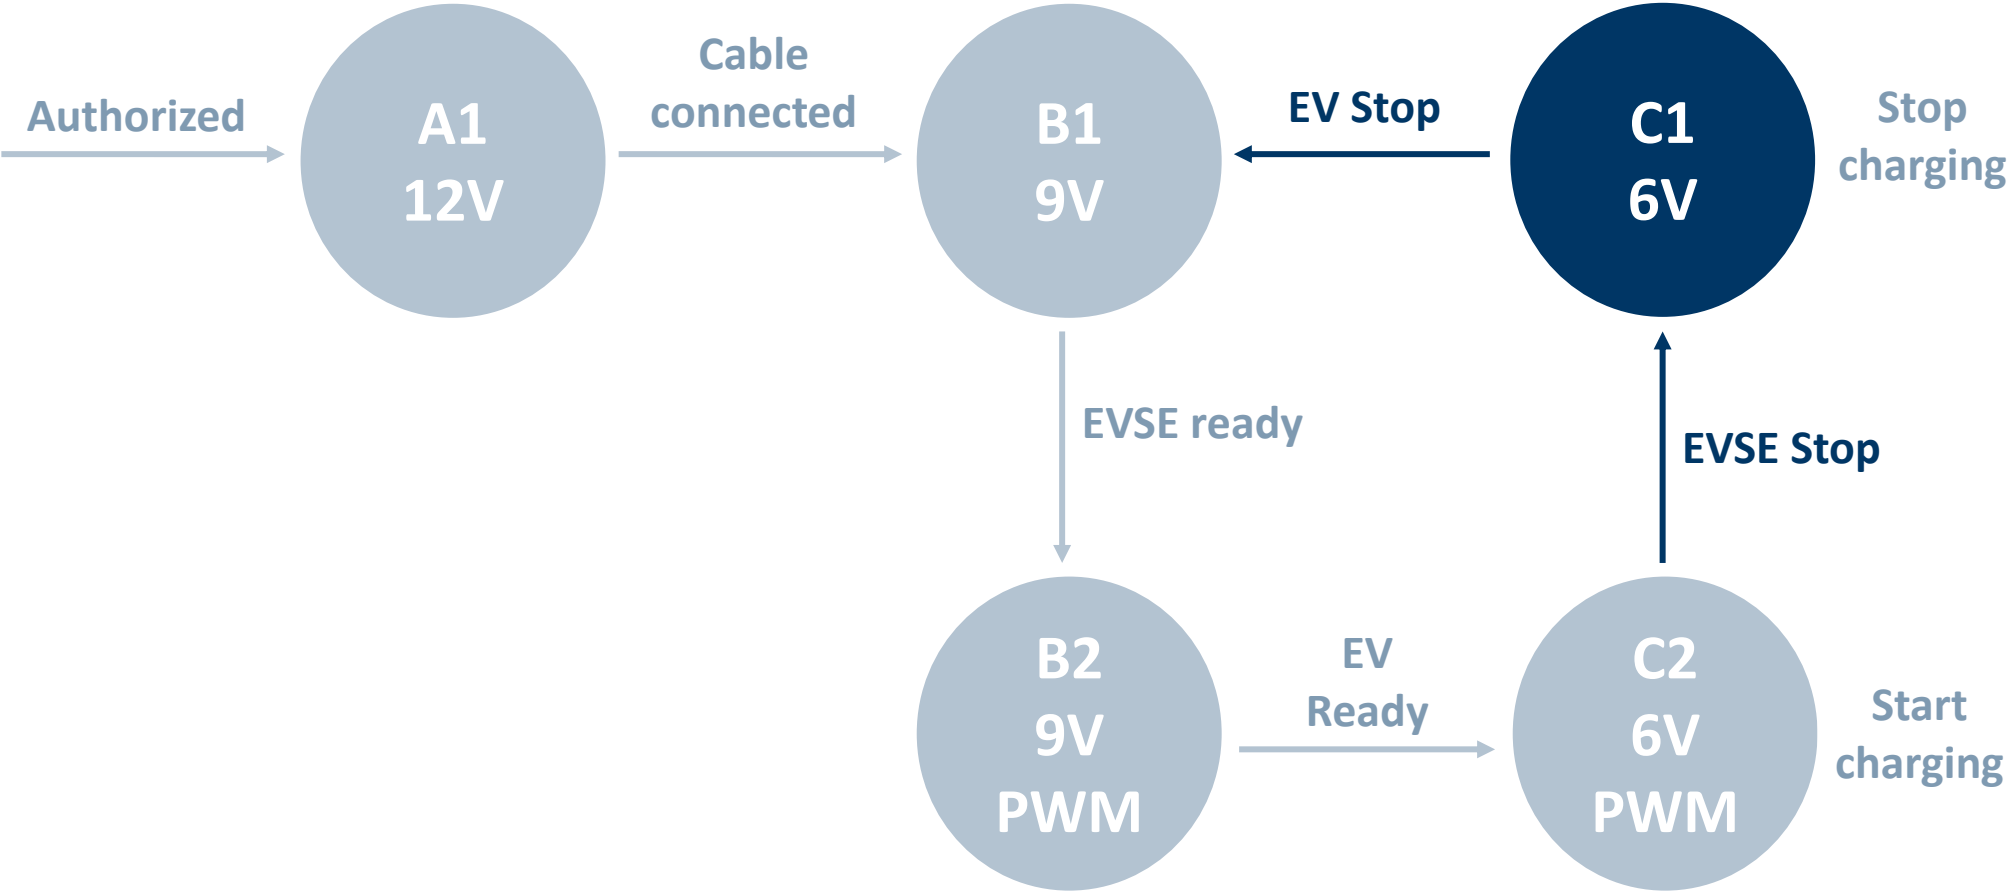 Authorized
A1
12V
Cable
connected
B1
9V
EV Stop
C1
6V
Stop
charging
EVSE ready
EVSE Stop
B2
9V
PWM
EV
Ready
C2
6V
PWM
Start
charging